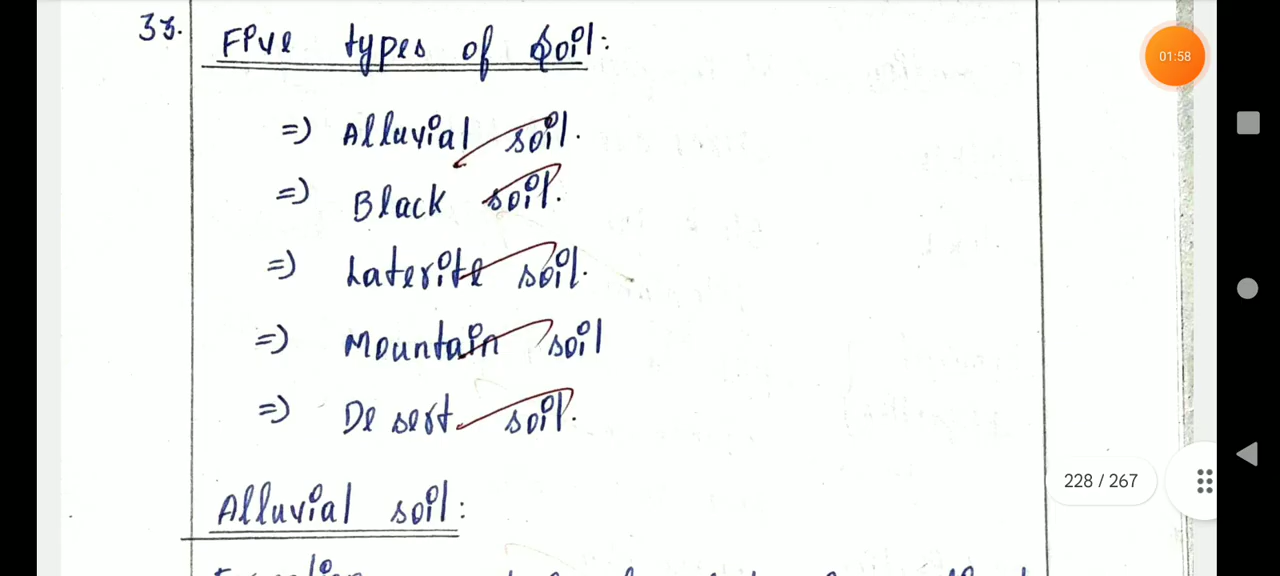 01:58
33. Five types of soil:
=) Alluvial soil.
=) Black soil.
=) Laterite soil.
=) Mountain soil
=) Desert soil.
228 / 267
Alluvial soil: